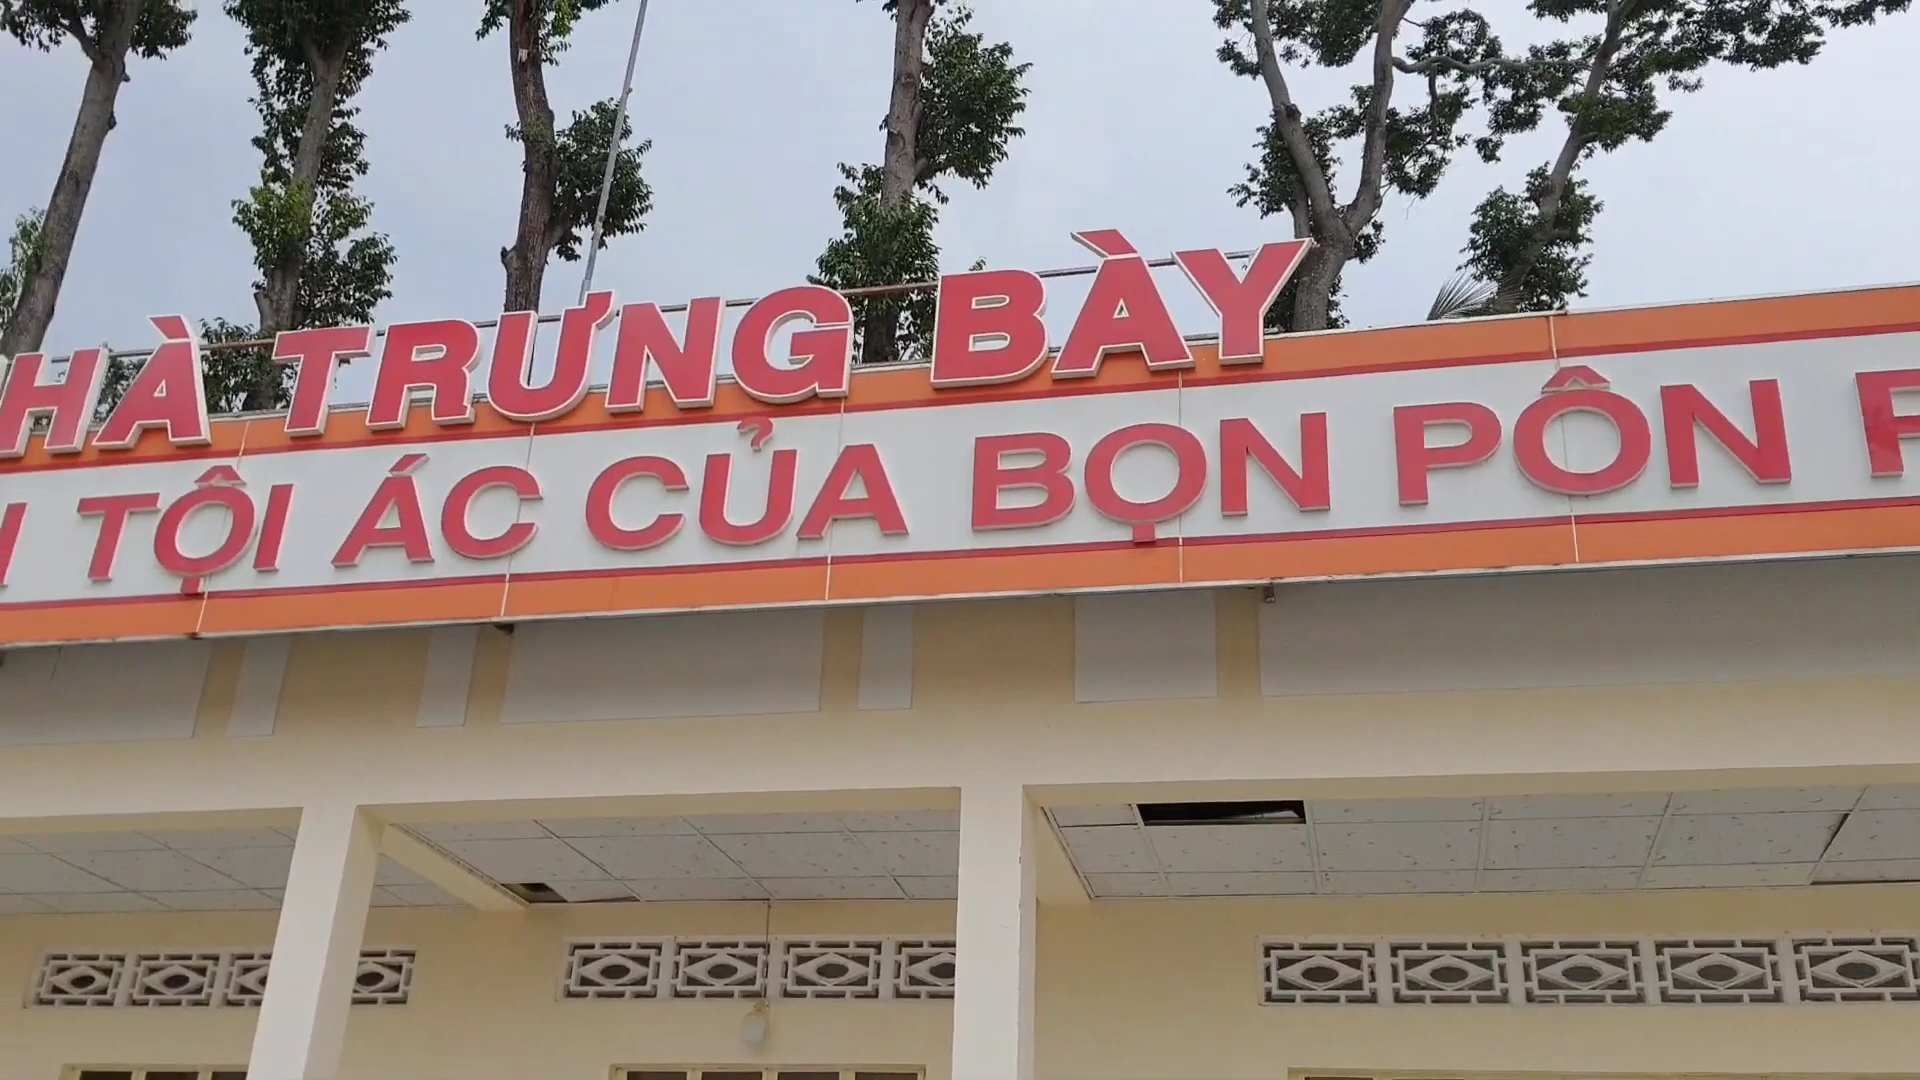 HÀ TRƯNG BÀY
TỘI ÁC CỦA BỌN PÔN